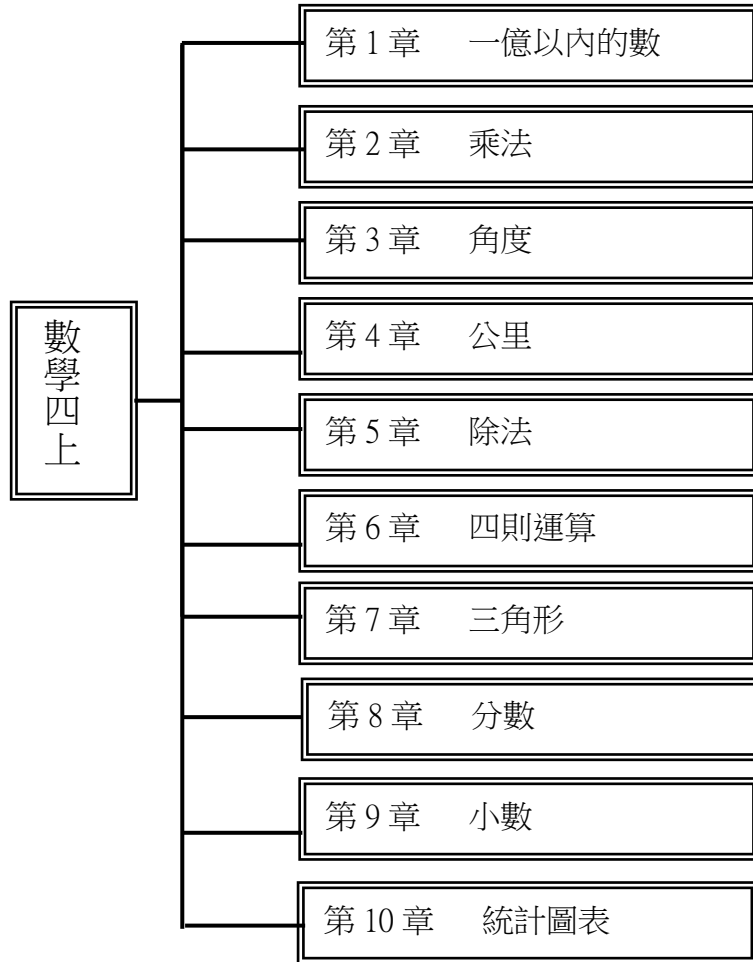 數學四上
第 1 章 一億以內的數
第 2 章 乘法
第 3 章 角度
第 4 章 公里
第 5 章 除法
第 6 章 四則運算
第 7 章 三角形
第 8 章 分數
第 9 章 小數
第 10 章 統計圖表